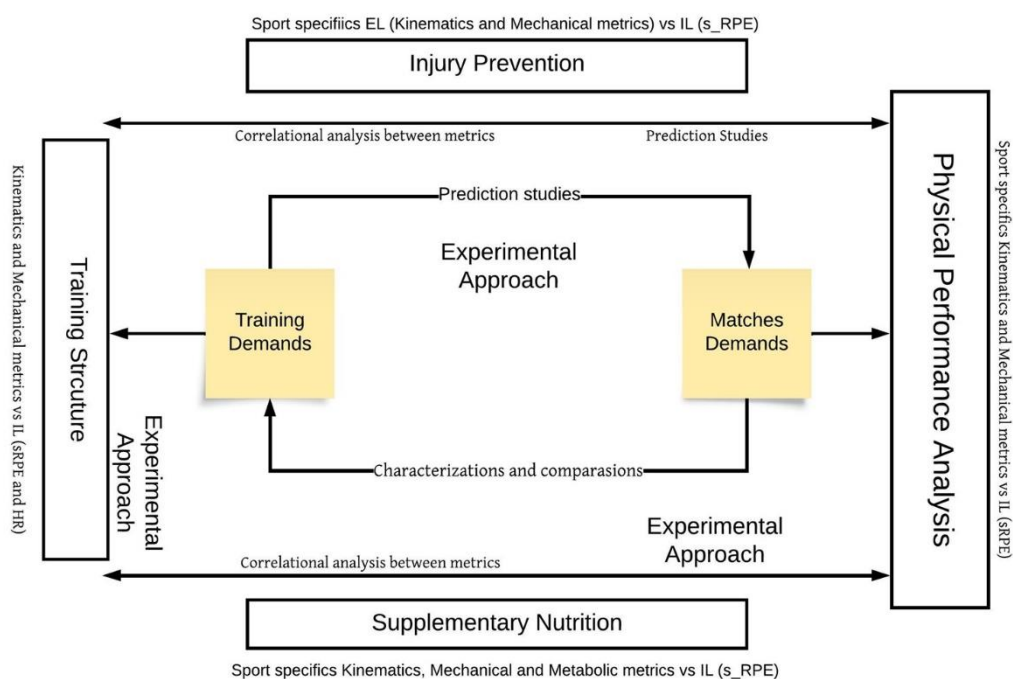 Sport specifiics EL (Kinematics and Mechanical metrics) vs IL (s_RPE)
Injury Prevention
Correlational analysis between metrics
Prediction Studies
Kinematics and Mechanical metrics vs IL (sRPE and HR)
Training Strcuture
Experimental
Approach
Prediction studies
Experimental
Approach
Training
Demands
Matches
Demands
Characterizations and comparasions
Physical Performance Analysis
Sport specifics Kinematics and Mechanical metrics vs IL (sRPE)
Experimental
Approach
Correlational analysis between metrics
Supplementary Nutrition
Sport specifics Kinematics, Mechanical and Metabolic metrics vs IL (s_RPE)